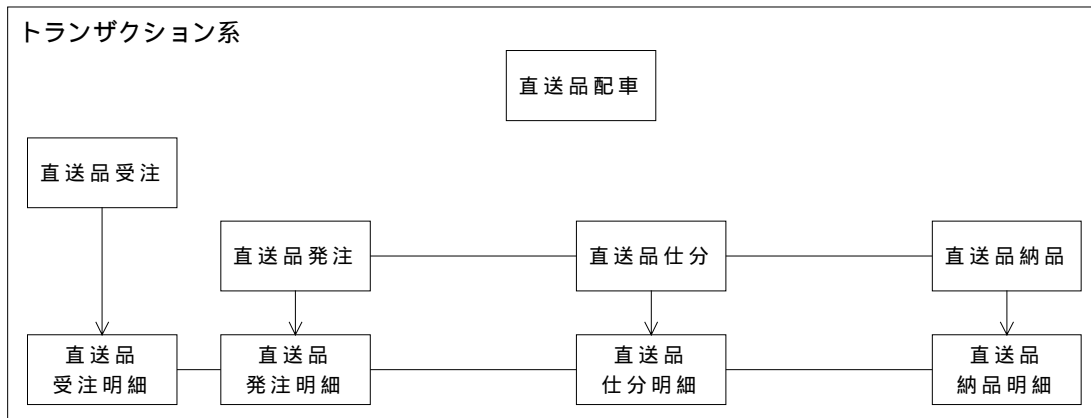 トランザクション系
直送品配車
直送品受注
直送品発注
直送品仕分
直送品納品
直送品
受注明細
直送品
発注明細
直送品
仕分明細
直送品
納品明細